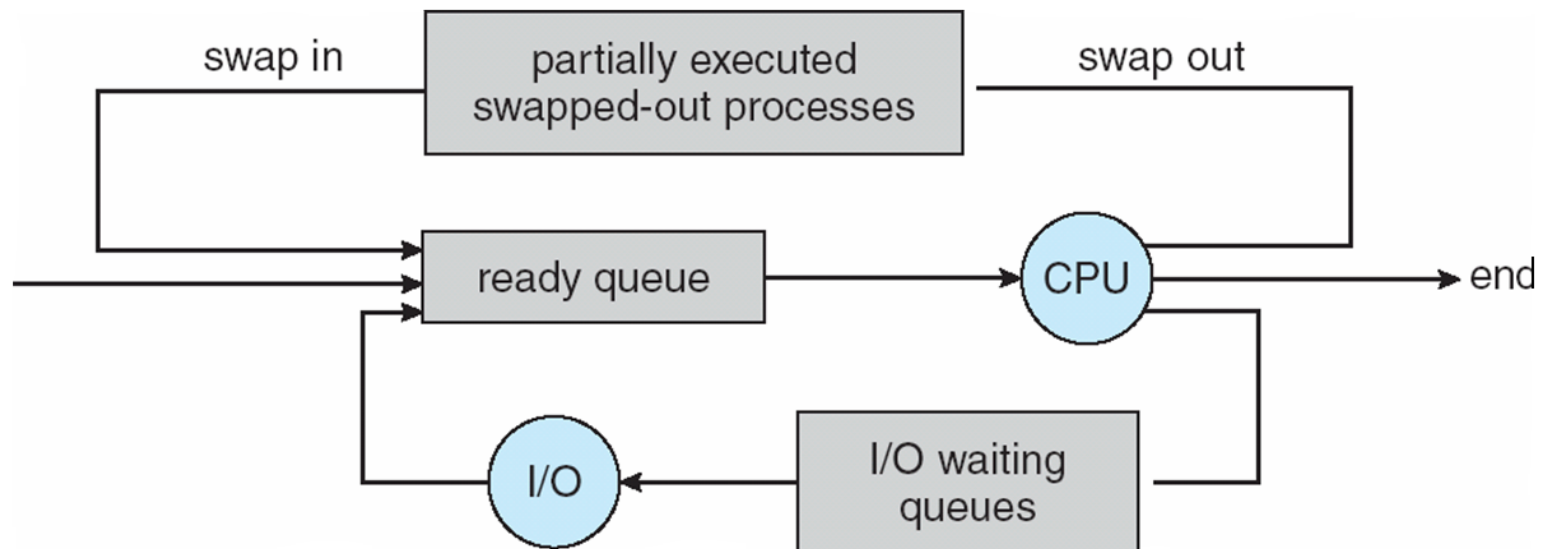 swap in
partially executed
swapped-out processes
swap out
ready queue
CPU
end
I/O
I/O waiting
queues